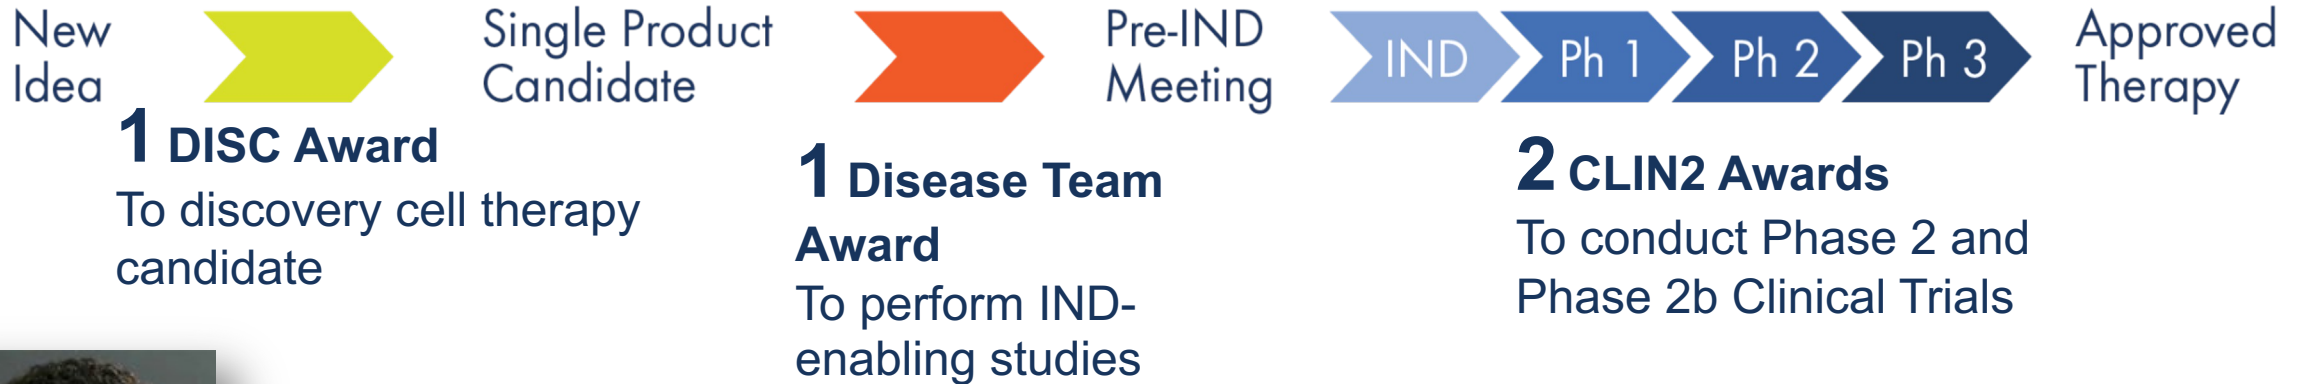 New
Idea
Single Product
Candidate
Pre-IND
Meeting
IND
Ph 1
Ph 2
Ph 3
Approved
Therapy
1 DISC Award
To discovery cell therapy
candidate
1 Disease Team
Award
To perform IND-
enabling studies
2 CLIN2 Awards
To conduct Phase 2 and
Phase 2b Clinical Trials